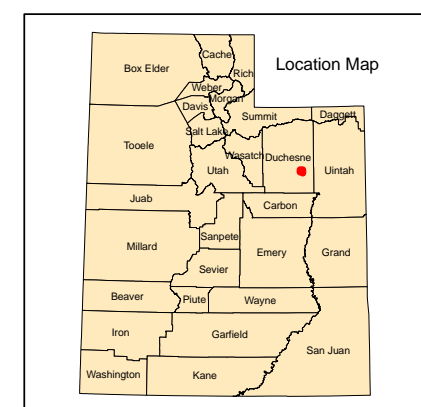 Location Map
Cache
Box Elder
Rich
Weber
Morgan
Davis
Summit
Daggett
Salt Lake
Tooele
Wasatch
Duchesne
Utah
Uintah
Juab
Carbon
Sanpete
Millard
Emery
Grand
Sevier
Beaver
Piute
Wayne
Iron
Garfield
San Juan
Washington
Kane